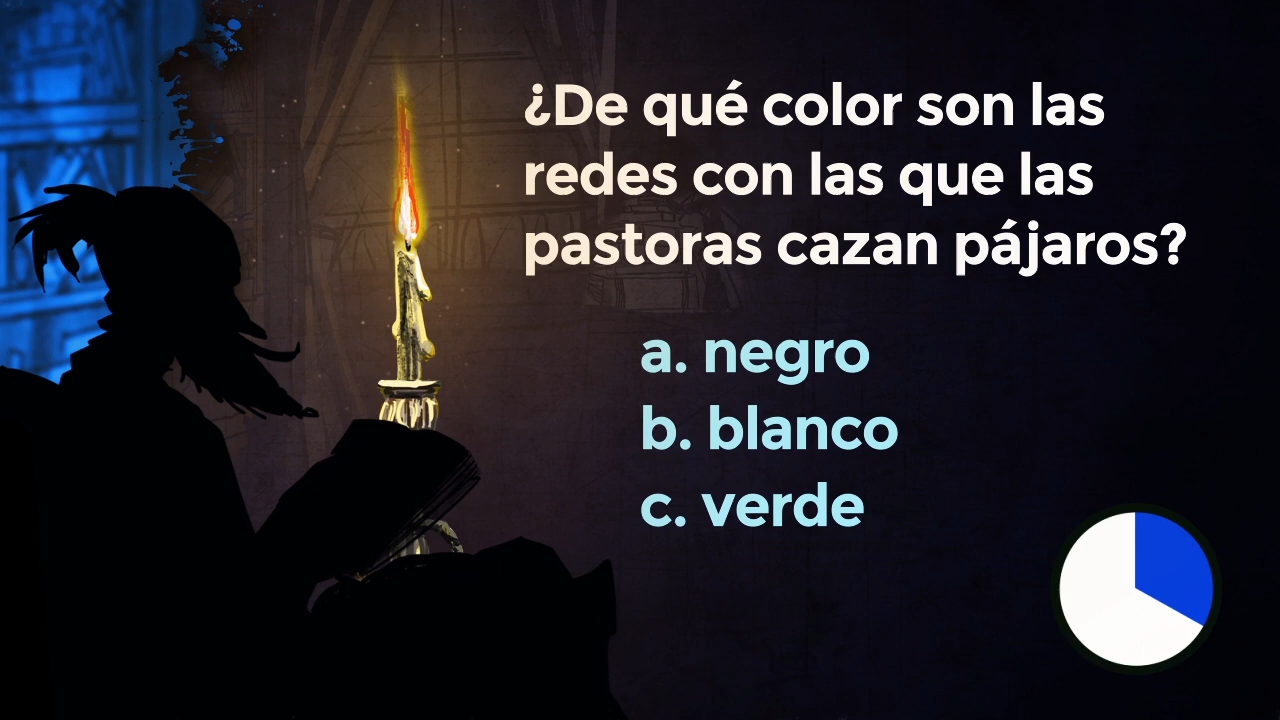 ¿De qué color son las
redes con las que las
pastoras cazan pájaros?
a. negro
b. blanco
c. verde